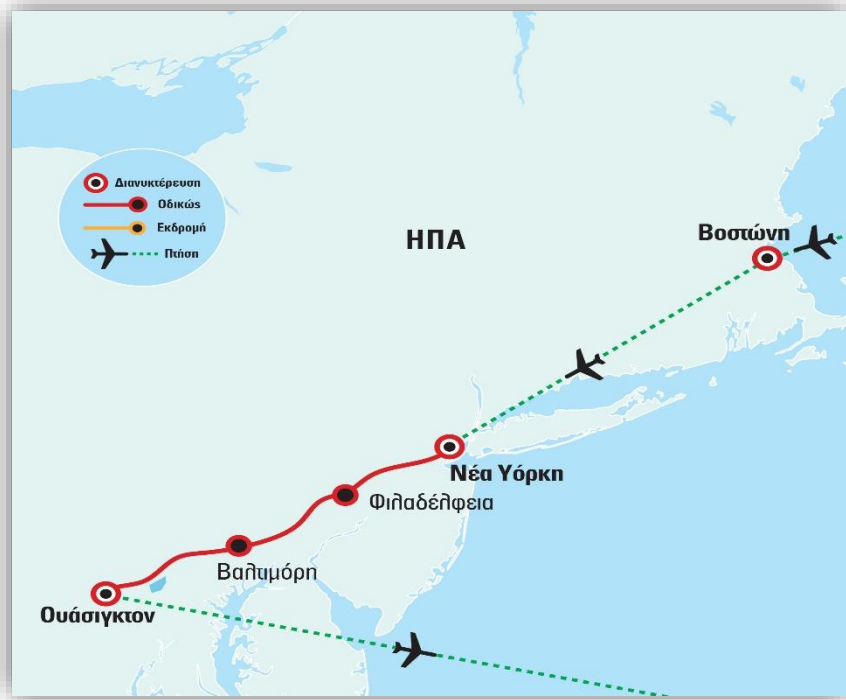 Διανυκτέρευση
Οδικώς
Εκδρομή
Πτήση
ΗΠΑ
Βοστώνη
Νέα Υόρκη
Φιλαδέλφεια
Βαλτιμόρη
Ουάσιγκτον